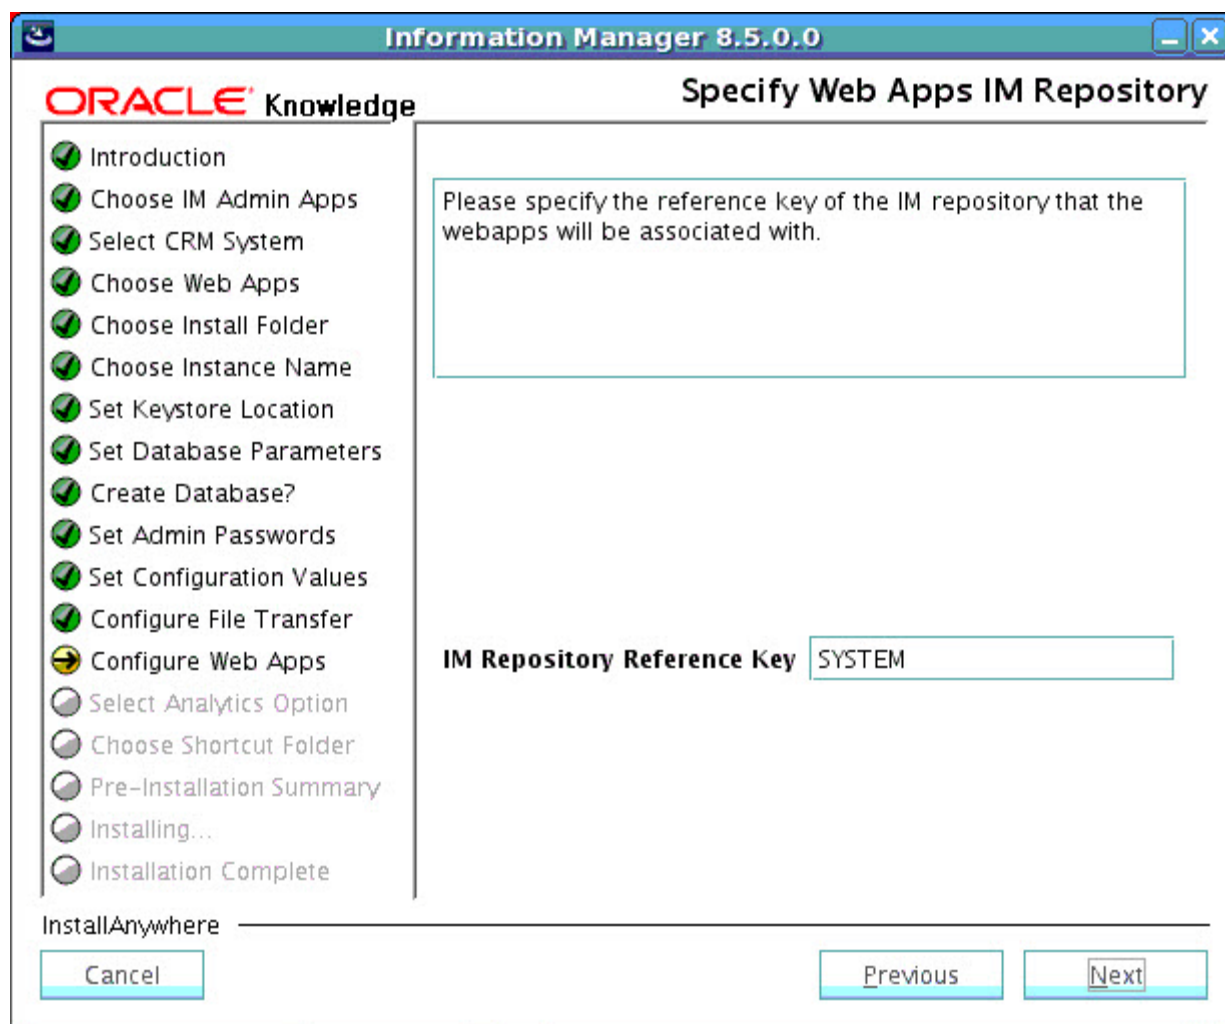 Information Manager 8.5.0.0
ORACLE Knowledge
Specify Web Apps IM Repository
Introduction
Choose IM Admin Apps
Select CRM System
Choose Web Apps
Choose Install Folder
Choose Instance Name
Set Keystore Location
Set Database Parameters
Create Database?
Set Admin Passwords
Set Configuration Values
Configure File Transfer
Configure Web Apps
Select Analytics Option
Choose Shortcut Folder
Pre-Installation Summary
Installing...
Installation Complete
Please specify the reference key of the IM repository that the
webapps will be associated with.
IM Repository Reference Key SYSTEM
InstallAnywhere
Cancel
Previous
Next